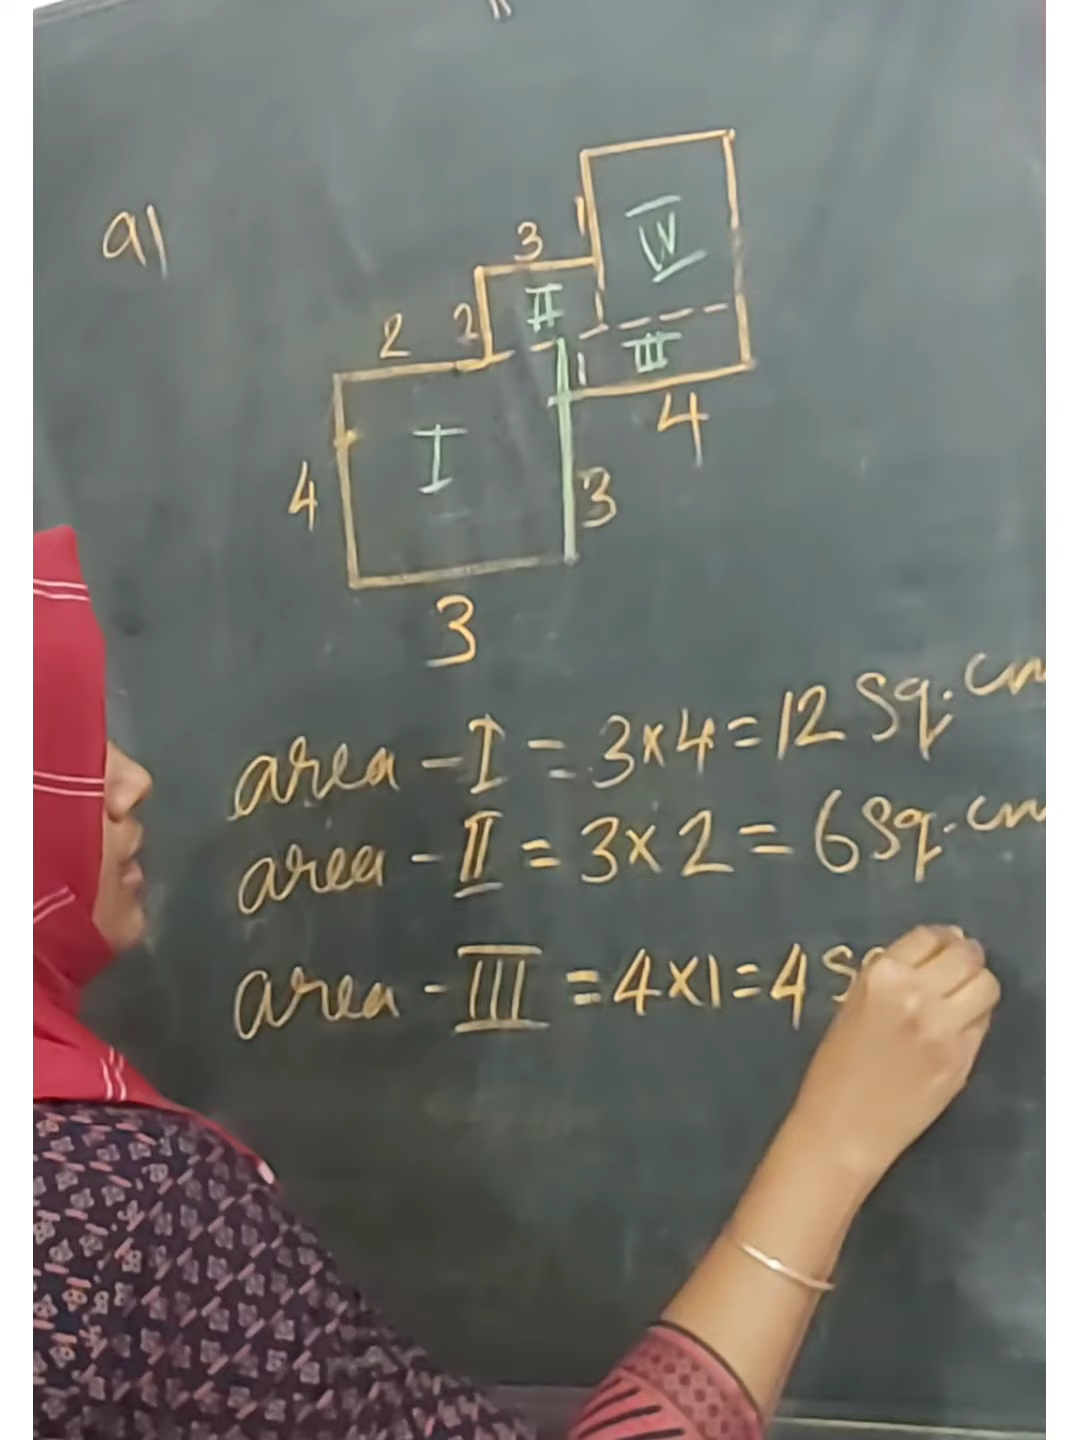 a)
1
3
IV
II
2 2
III
1
4
I
4
3
3
area - I = 3×4 = 12 Sq.cm
area - II = 3×2 = 6 Sq.cm
area - III = 4×1 = 4